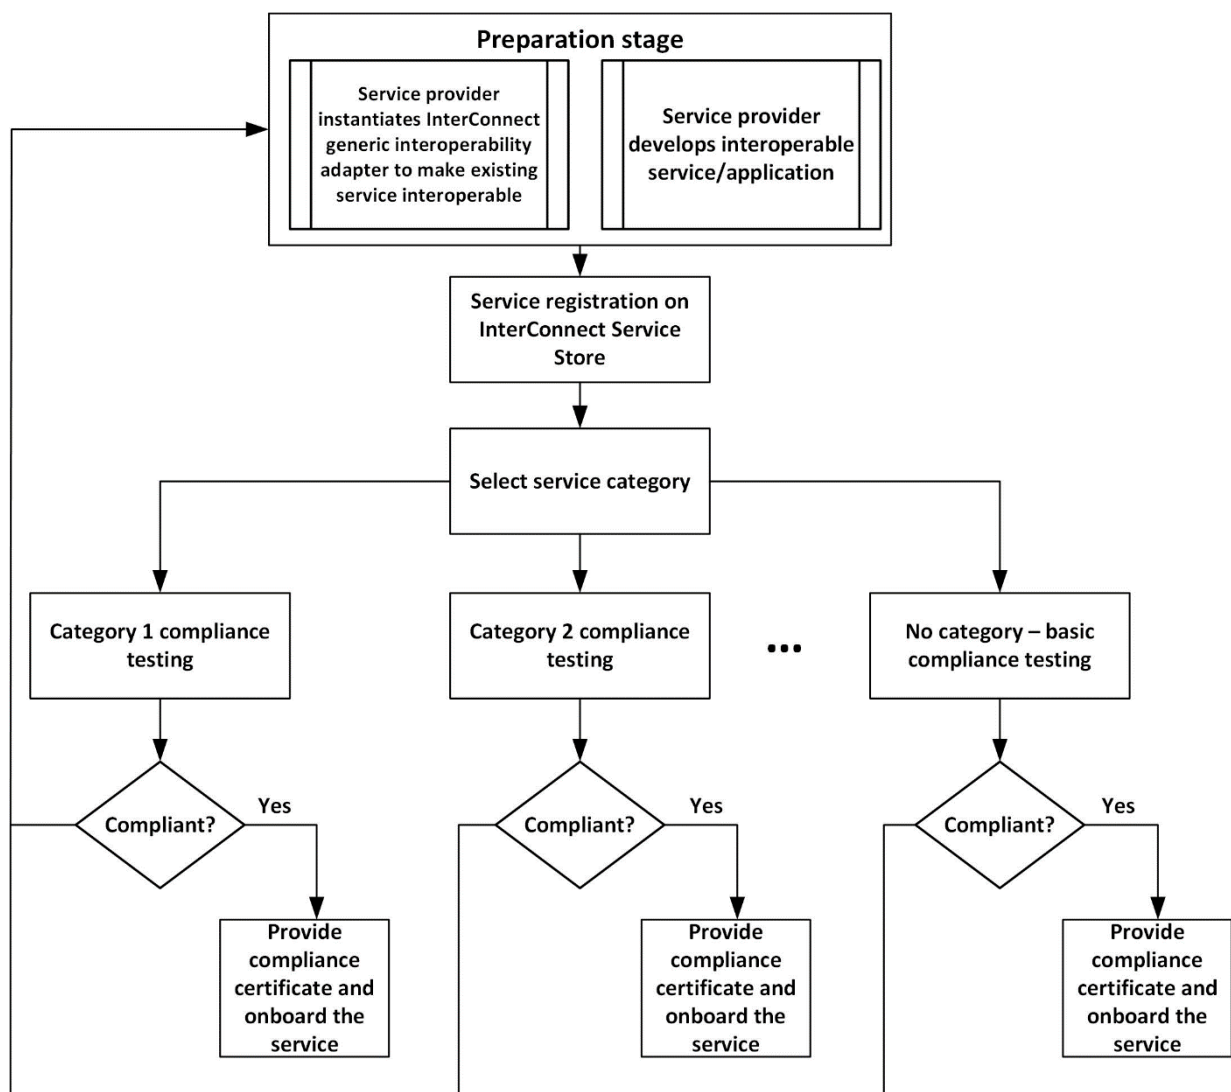 Preparation stage
Service provider
instantiates InterConnect
generic interoperability
adapter to make existing
service interoperable
Service provider
develops interoperable
service/application
Service registration on
InterConnect Service
Store
Select service category
Category 1 compliance
testing
Category 2 compliance
testing
...
No category – basic
compliance testing
Compliant?
Yes
Compliant?
Yes
Compliant?
Yes
Provide
compliance
certificate and
onboard the
service
Provide
compliance
certificate and
onboard the
service
Provide
compliance
certificate and
onboard the
service